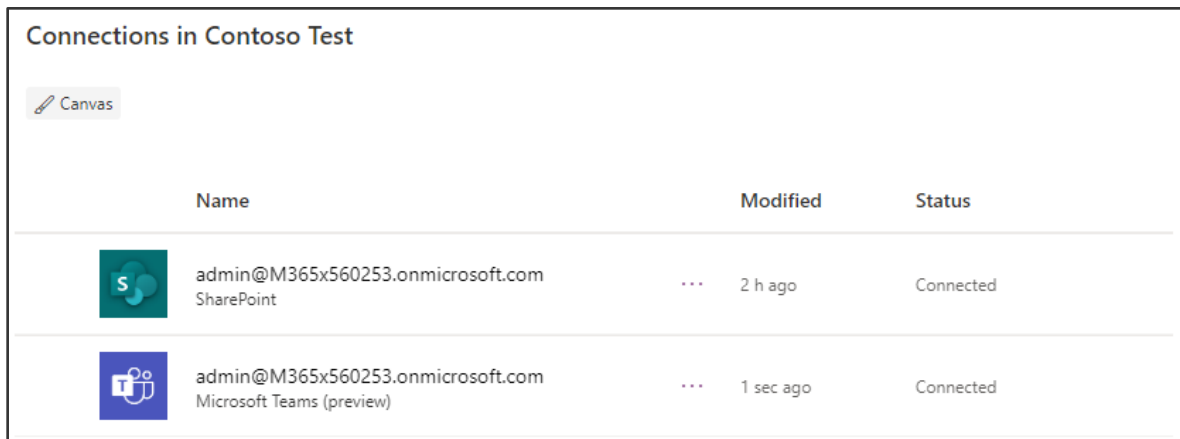 Connections in Contoso Test
Canvas
Name Modified Status
S
admin@M365x560253.onmicrosoft.com ... 2 h ago Connected
SharePoint
T
admin@M365x560253.onmicrosoft.com ... 1 sec ago Connected
Microsoft Teams (preview)